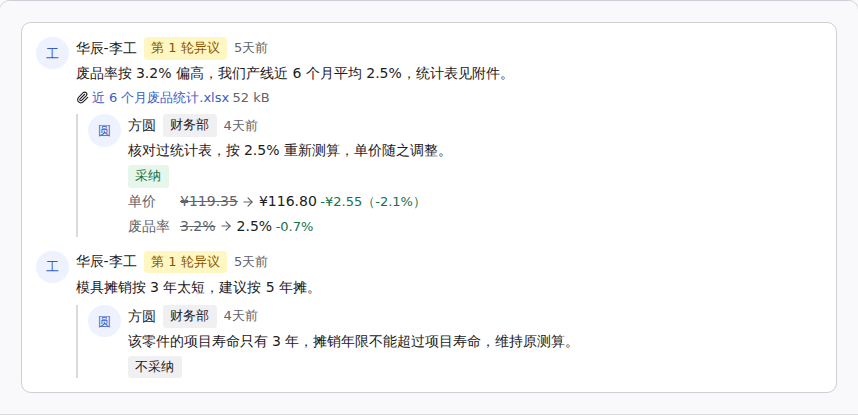 工 华辰-李工 第 1 轮异议 5天前
废品率按 3.2% 偏高，我们产线近 6 个月平均 2.5%，统计表见附件。
近 6 个月废品统计.xlsx 52 kB
圆 方圆 财务部 4天前
核对过统计表，按 2.5% 重新测算，单价随之调整。
采纳
单价 ¥119.35 → ¥116.80 -¥2.55（-2.1%）
废品率 3.2% → 2.5% -0.7%
工 华辰-李工 第 1 轮异议 5天前
模具摊销按 3 年太短，建议按 5 年摊。
圆 方圆 财务部 4天前
该零件的项目寿命只有 3 年，摊销年限不能超过项目寿命，维持原测算。
不采纳